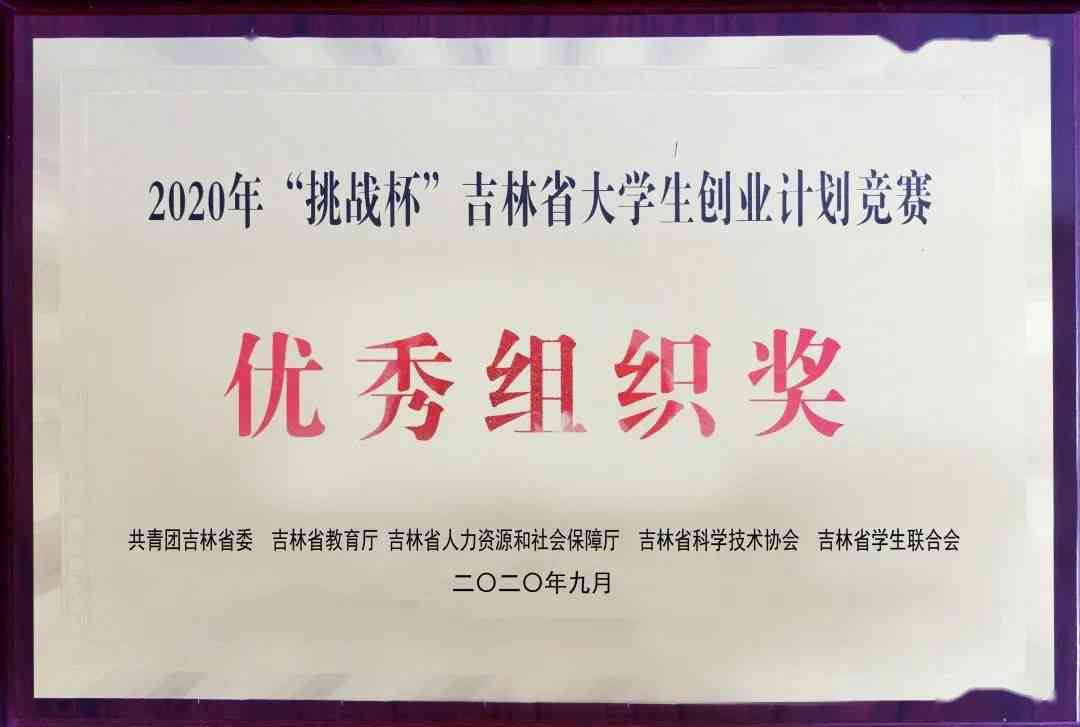 2020年“挑战杯”吉林省大学生创业计划竞赛
优秀组织奖
共青团吉林省委 吉林省教育厅 吉林省人力资源和社会保障厅 吉林省科学技术协会 吉林省学生联合会
二〇二〇年九月